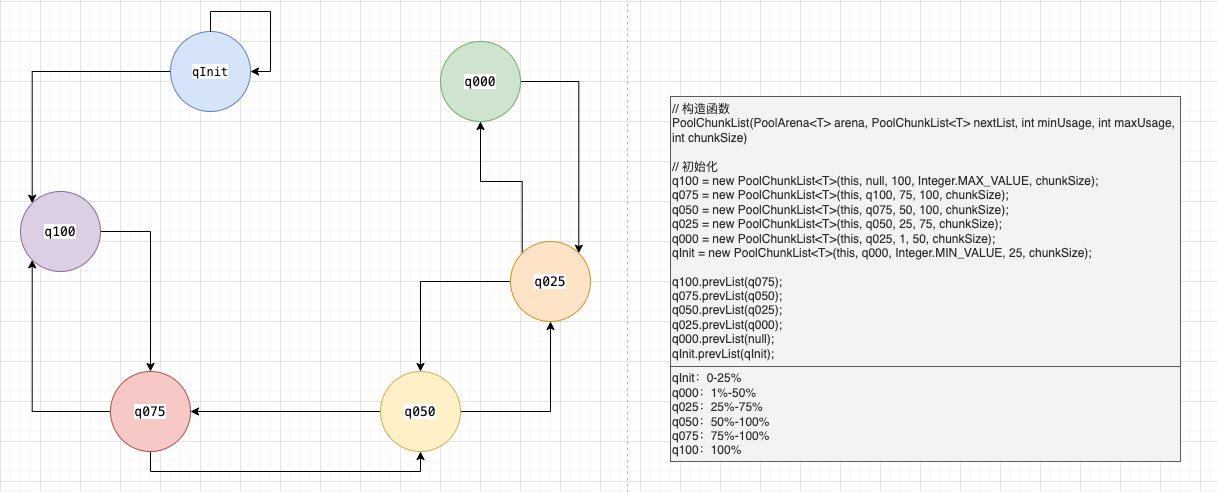 qInit
q000
q100
q025
q075
q050
// 构造函数
PoolChunkList(PoolArena<T> arena, PoolChunkList<T> nextList, int minUsage, int maxUsage,
int chunkSize)
// 初始化
q100 = new PoolChunkList<T>(this, null, 100, Integer.MAX_VALUE, chunkSize);
q075 = new PoolChunkList<T>(this, q100, 75, 100, chunkSize);
q050 = new PoolChunkList<T>(this, q075, 50, 100, chunkSize);
q025 = new PoolChunkList<T>(this, q050, 25, 75, chunkSize);
q000 = new PoolChunkList<T>(this, q025, 1, 50, chunkSize);
qInit = new PoolChunkList<T>(this, q000, Integer.MIN_VALUE, 25, chunkSize);
q100.prevList(q075);
q075.prevList(q050);
q050.prevList(q025);
q025.prevList(q000);
q000.prevList(null);
qInit.prevList(qInit);
qInit：0-25%
q000：1%-50%
q025：25%-75%
q050：50%-100%
q075：75%-100%
q100：100%